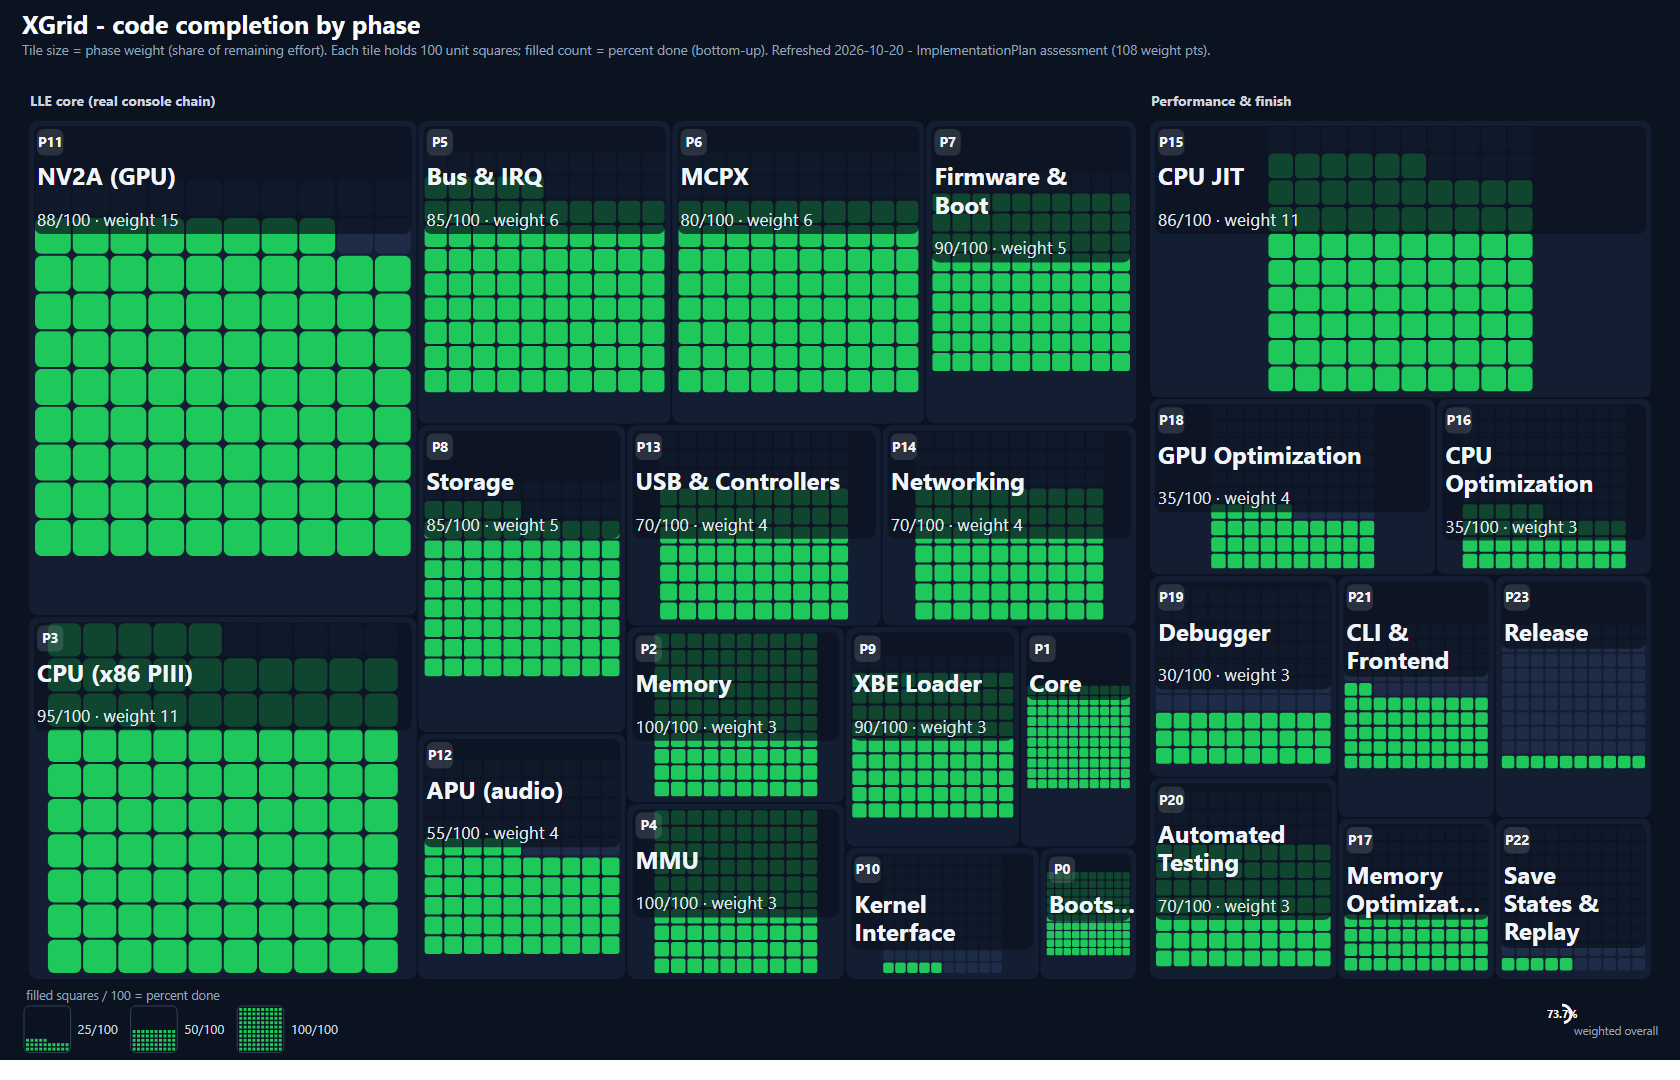 XGrid - code completion by phase
Tile size = phase weight (share of remaining effort). Each tile holds 100 unit squares; filled count = percent done (bottom-up). Refreshed 2026-10-20 - ImplementationPlan assessment (108 weight pts).
LLE core (real console chain)
P11
NV2A (GPU)
88/100 · weight 15
P5
Bus & IRQ
85/100 · weight 6
P6
MCPX
80/100 · weight 6
P7
Firmware &
Boot
90/100 · weight 5
P8
Storage
85/100 · weight 5
P13
USB & Controllers
70/100 · weight 4
P14
Networking
70/100 · weight 4
P3
CPU (x86 PIII)
95/100 · weight 11
P2
Memory
100/100 · weight 3
P9
XBE Loader
90/100 · weight 3
P1
Core
P12
APU (audio)
55/100 · weight 4
P4
MMU
100/100 · weight 3
P10
Kernel
Interface
P0
Boots...
Performance & finish
P15
CPU JIT
86/100 · weight 11
P18
GPU Optimization
35/100 · weight 4
P16
CPU
Optimization
35/100 · weight 3
P19
Debugger
30/100 · weight 3
P21
CLI &
Frontend
P23
Release
P20
Automated
Testing
70/100 · weight 3
P17
Memory
Optimizat...
P22
Save
States &
Replay
filled squares / 100 = percent done
25/100
50/100
100/100
73.7%
weighted overall